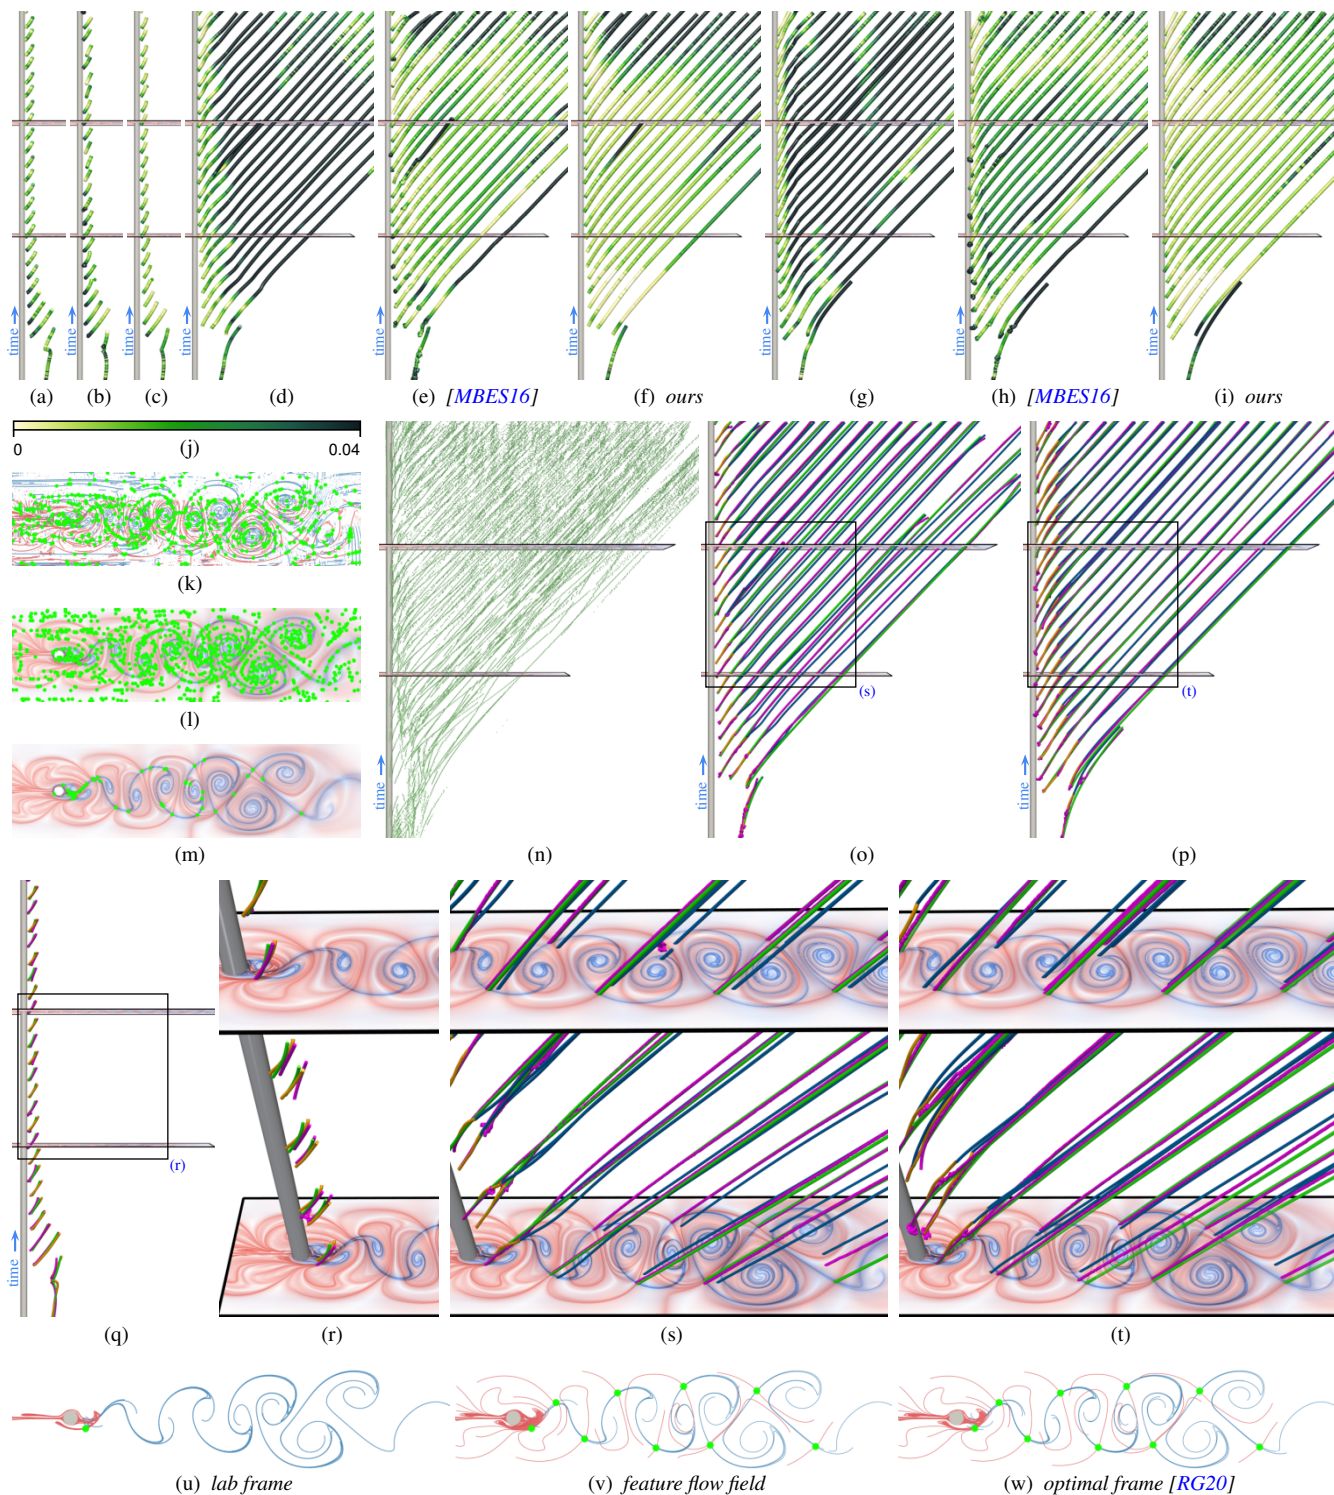 time
time
time
time
time
time
time
time
time
(a)
(b)
(c)
(d)
(e) [MBES16]
(f) ours
(g)
(h) [MBES16]
(i) ours
0
(j)
0.04
(k)
(l)
(m)
time
(n)
(s)
time
(o)
(t)
time
(p)
(r)
time
(q)
(r)
(s)
(t)
(u) lab frame
(v) feature flow field
(w) optimal frame [RG20]